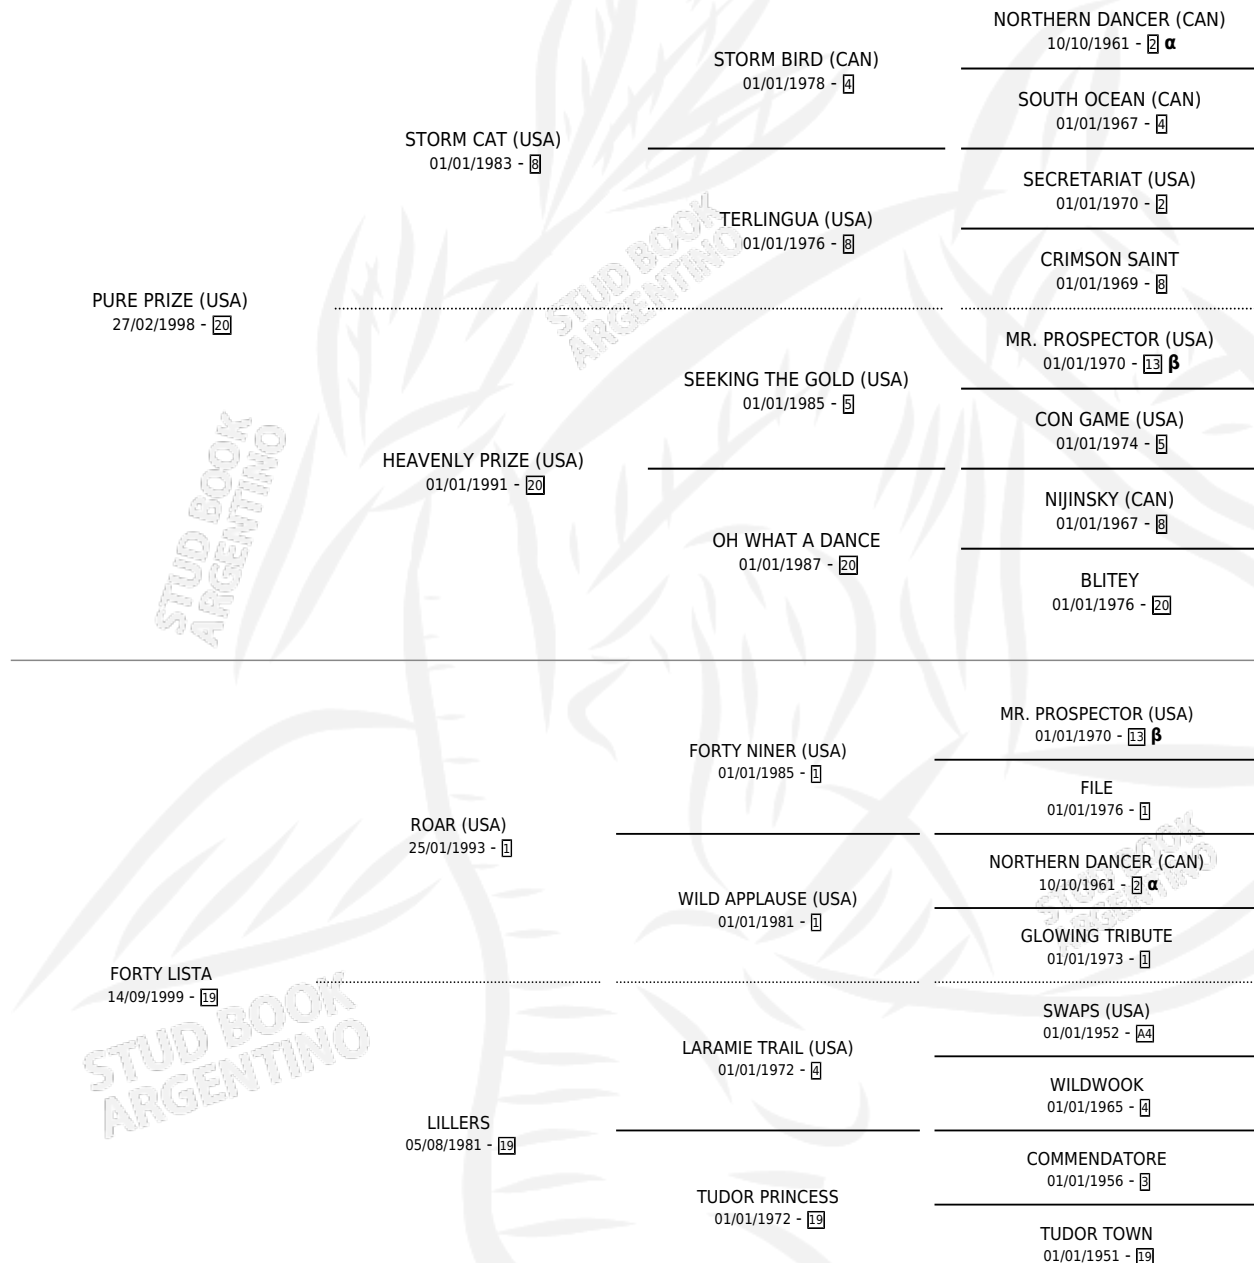 NORTHERN DANCER (CAN)
10/10/1961 - 2 α
STORM BIRD (CAN)
01/01/1978 - 4
SOUTH OCEAN (CAN)
01/01/1967 - 4
STORM CAT (USA)
01/01/1983 - 8
SECRETARIAT (USA)
01/01/1970 - 2
TERLINGUA (USA)
01/01/1976 - 8
CRIMSON SAINT
01/01/1969 - 8
PURE PRIZE (USA)
27/02/1998 - 20
MR. PROSPECTOR (USA)
01/01/1970 - 13 β
SEEKING THE GOLD (USA)
01/01/1985 - 5
CON GAME (USA)
01/01/1974 - 5
HEAVENLY PRIZE (USA)
01/01/1991 - 20
NIJINSKY (CAN)
01/01/1967 - 8
OH WHAT A DANCE
01/01/1987 - 20
BLITEY
01/01/1976 - 20
MR. PROSPECTOR (USA)
01/01/1970 - 13 β
FORTY NINER (USA)
01/01/1985 - 1
FILE
01/01/1976 - 1
ROAR (USA)
25/01/1993 - 1
NORTHERN DANCER (CAN)
10/10/1961 - 2 α
WILD APPLAUSE (USA)
01/01/1981 - 1
GLOWING TRIBUTE
01/01/1973 - 1
FORTY LISTA
14/09/1999 - 19
SWAPS (USA)
01/01/1952 - A4
LARAMIE TRAIL (USA)
01/01/1972 - 4
WILDWOOK
01/01/1965 - 4
LILLERS
05/08/1981 - 19
COMMENDATORE
01/01/1956 - 3
TUDOR PRINCESS
01/01/1972 - 19
TUDOR TOWN
01/01/1951 - 19
STUD BOOK
ARGENTINO
STUD BOOK
ARGENTINO
STUD BOOK
ARGENTINO
STUD BOOK
ARGENTINO